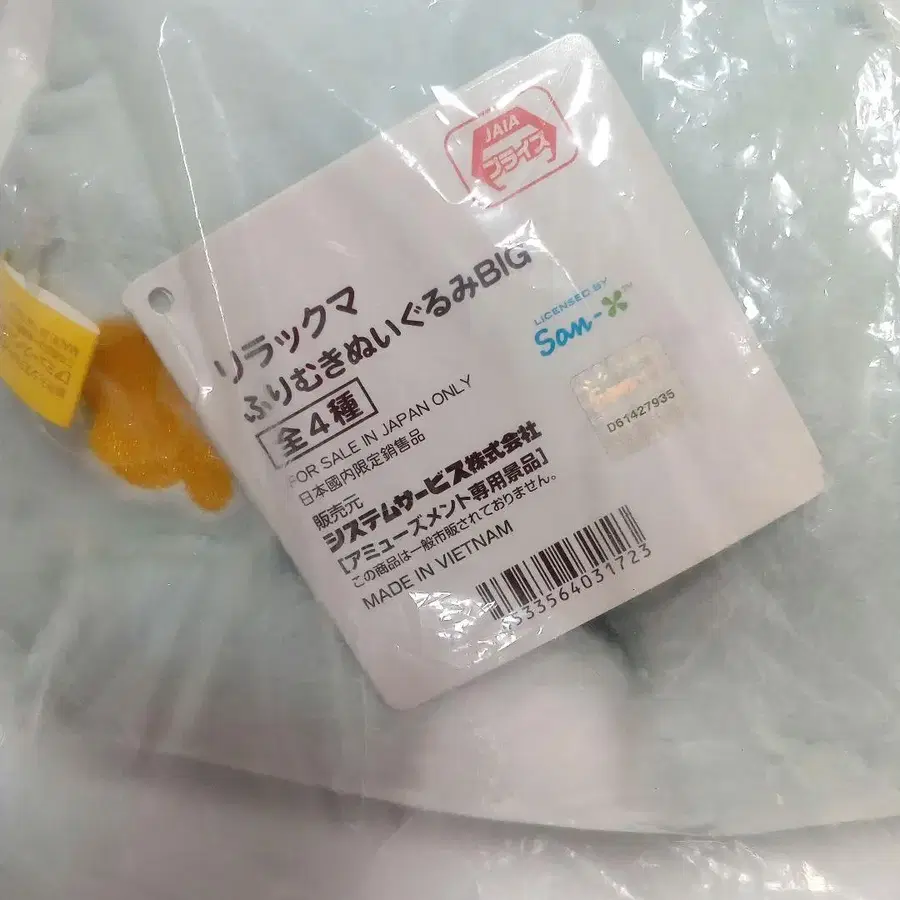 JAIA
プライズ
リラックマ
ふりむきぬいぐるみBIG
全4種
FOR SALE IN JAPAN ONLY
日本國内限定銷售品
販売元
システムサービス株式会社
[アミューズメント専用景品]
この商品は一般市販されておりません。
MADE IN VIETNAM
LICENSED BY
San-X™
D61427935
4533564031723